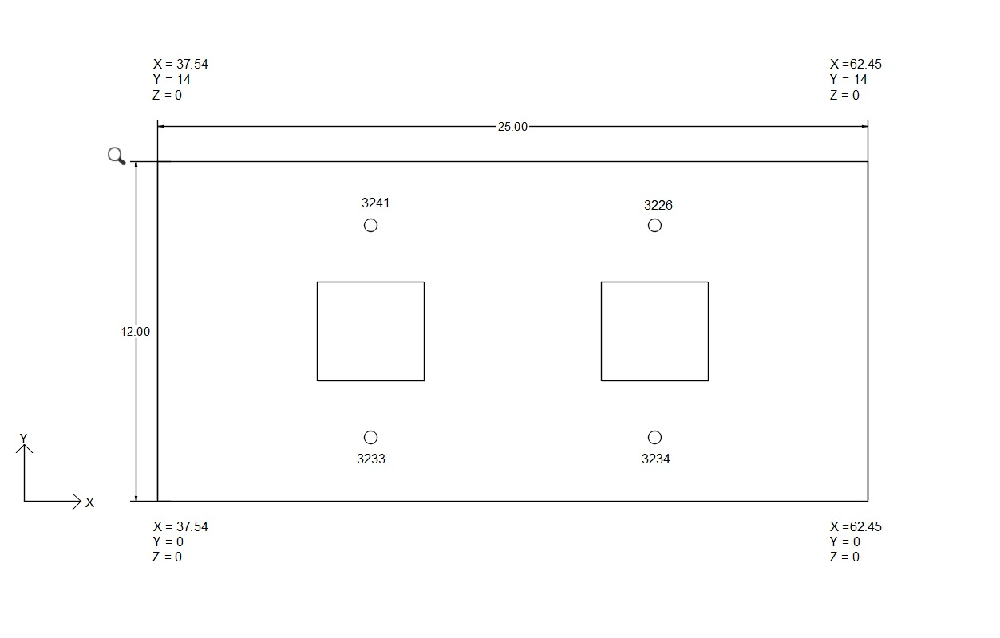 X = 37.54
Y = 14
Z = 0
X =62.45
Y = 14
Z = 0
25.00
3241
3226
12.00
3233
3234
Y
X
X = 37.54
Y = 0
Z = 0
X =62.45
Y = 0
Z = 0